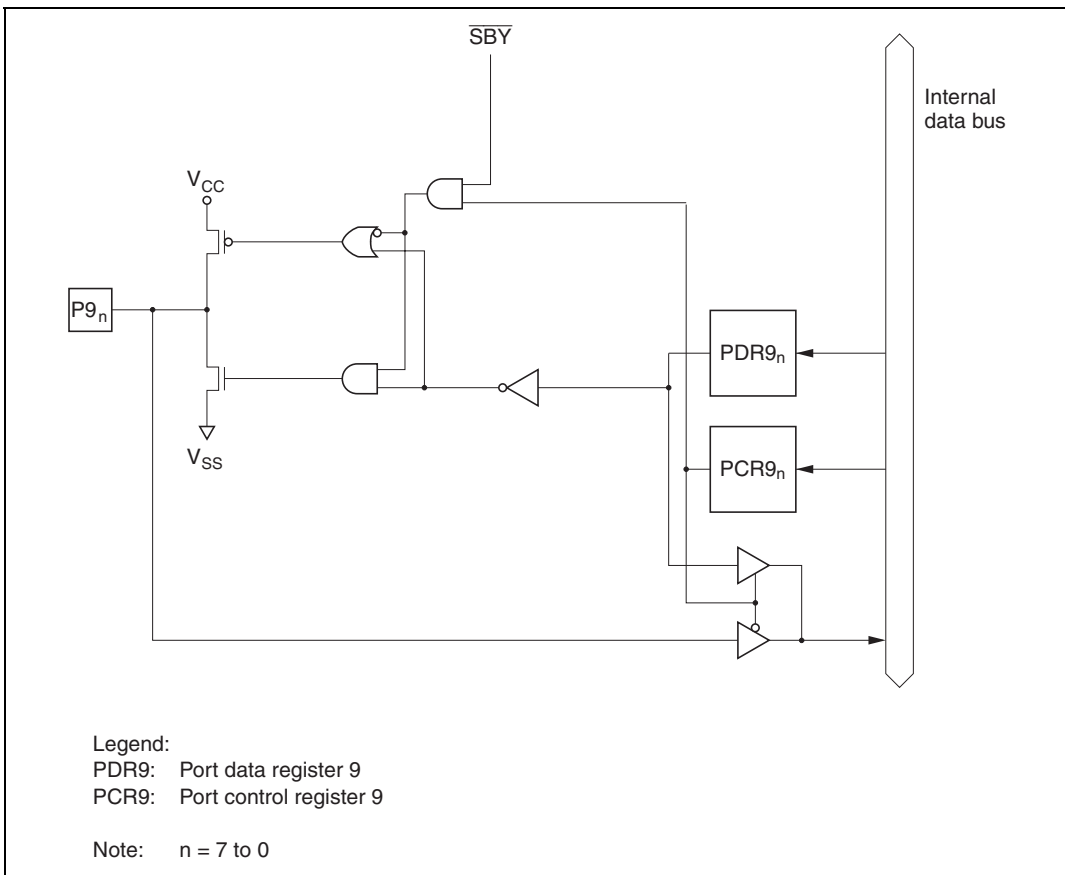 S̅B̅Y̅
Internal
data bus
VCC
P9n
PDR9n
VSS
PCR9n
Legend:
PDR9: Port data register 9
PCR9: Port control register 9
Note: n = 7 to 0